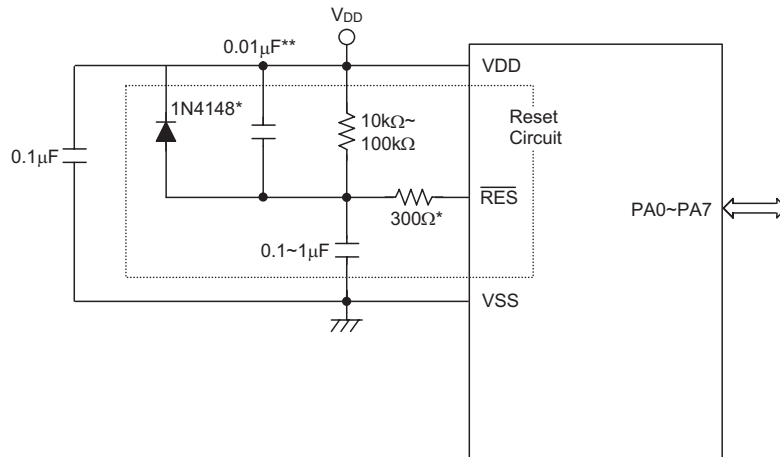 VDD
0.01μF**
VDD
1N4148*
10kΩ~
100kΩ
Reset
Circuit
0.1μF
RES
300Ω*
PA0~PA7
0.1~1μF
VSS